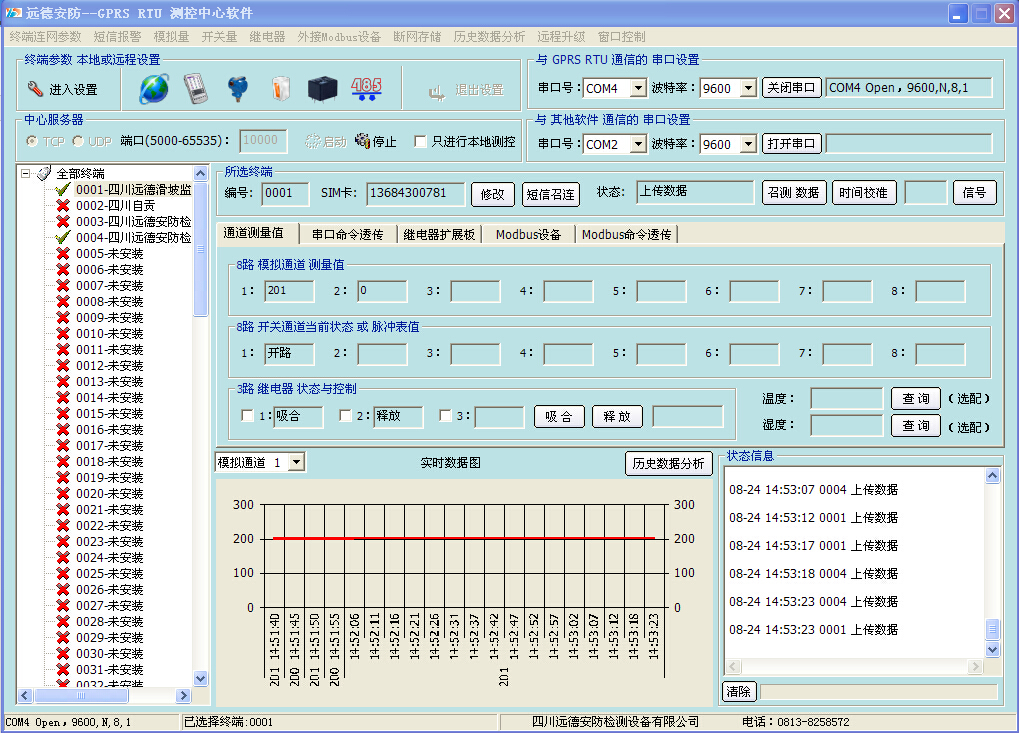 远德安防--GPRS RTU 测控中心软件
终端连网参数 短信报警 模拟量 开关量 继电器 外接Modbus设备 断网存储 历史数据分析 远程升级 窗口控制
终端参数 本地或远程设置
进入设置
485
退出设置
与 GPRS RTU 通信的 串口设置
串口号: COM4 波特率: 9600 关闭串口 COM4 Open，9600,N,8,1
中心服务器
TCP UDP 端口(5000-65535): 10000 启动 停止 只进行本地测控
与 其他软件 通信的 串口设置
串口号: COM2 波特率: 9600 打开串口
全部终端
0001-四川远德滑坡监
0002-四川自贡
0003-四川远德安防检
0004-四川远德安防检
0005-未安装
0006-未安装
0007-未安装
0008-未安装
0009-未安装
0010-未安装
0011-未安装
0012-未安装
0013-未安装
0014-未安装
0015-未安装
0016-未安装
0017-未安装
0018-未安装
0019-未安装
0020-未安装
0021-未安装
0022-未安装
0023-未安装
0024-未安装
0025-未安装
0026-未安装
0027-未安装
0028-未安装
0029-未安装
0030-未安装
0031-未安装
0032-未安装
所选终端
编号: 0001 SIM卡: 13684300781 修改 短信召连 状态: 上传数据 召测 数据 时间校准 信号
通道测量值 串口命令透传 继电器扩展板 Modbus设备 Modbus命令透传
8路 模拟通道 测量值
1: 201 2: 0 3: 4: 5: 6: 7: 8:
8路 开关通道当前状态 或 脉冲表值
1: 开路 2: 3: 4: 5: 6: 7: 8:
3路 继电器 状态与控制
1: 吸合 2: 释放 3: 吸 合 释 放
温度: 查 询 (选配)
湿度: 查 询 (选配)
模拟通道 1 实时数据图 历史数据分析
300 300
200 200
100 100
0 0
201 14:51:40
200 14:51:45
201 14:51:50
200 14:51:55
14:52:06
14:52:11
14:52:16
14:52:21
14:52:26
14:52:31
14:52:37
14:52:42
201 14:52:47
14:52:52
14:52:57
14:53:02
14:53:07
14:53:12
14:53:18
14:53:23
状态信息
08-24 14:53:07 0004 上传数据
08-24 14:53:12 0001 上传数据
08-24 14:53:17 0001 上传数据
08-24 14:53:18 0004 上传数据
08-24 14:53:23 0004 上传数据
08-24 14:53:23 0001 上传数据
清除
COM4 Open，9600,N,8,1 已选择终端:0001 四川远德安防检测设备有限公司 电话：0813-8258572